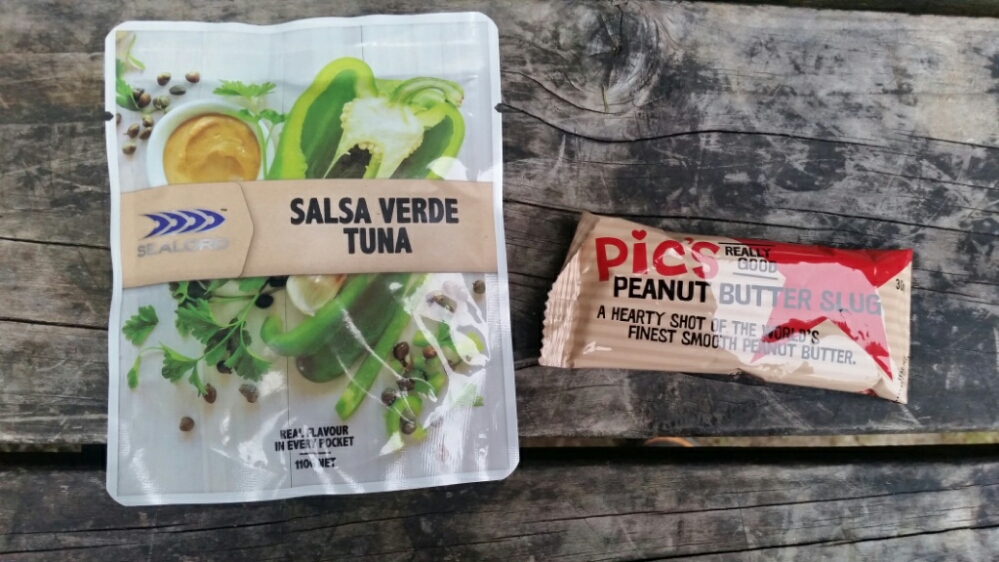 SALSA VERDE
TUNA
SEALORD
REAL FLAVOUR
IN EVERY POCKET
110G NET
Pic's
REALLY
GOOD
PEANUT BUTTER SLUG
A HEARTY SHOT OF THE WORLD'S
FINEST SMOOTH PEANUT BUTTER.